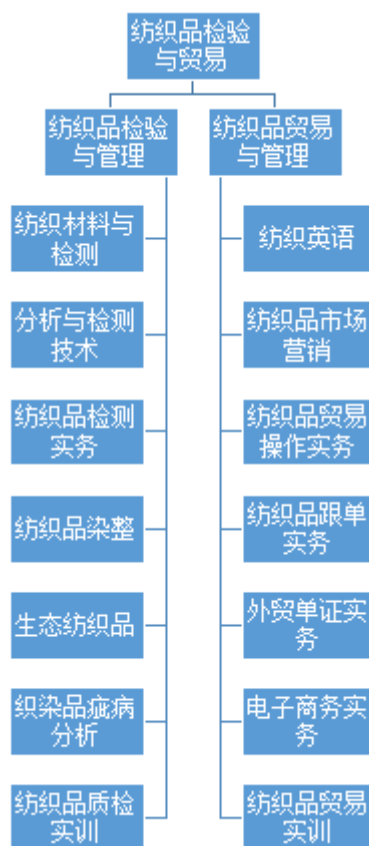 纺织品检验
与贸易
纺织品检验
与管理
纺织品贸易
与管理
纺织材料与
检测
纺织英语
分析与检测
技术
纺织品市场
营销
纺织品检测
实务
纺织品贸易
操作实务
纺织品染整
纺织品跟单
实务
生态纺织品
外贸单证实
务
织染品疵病
分析
电子商务实
务
纺织品质检
实训
纺织品贸易
实训